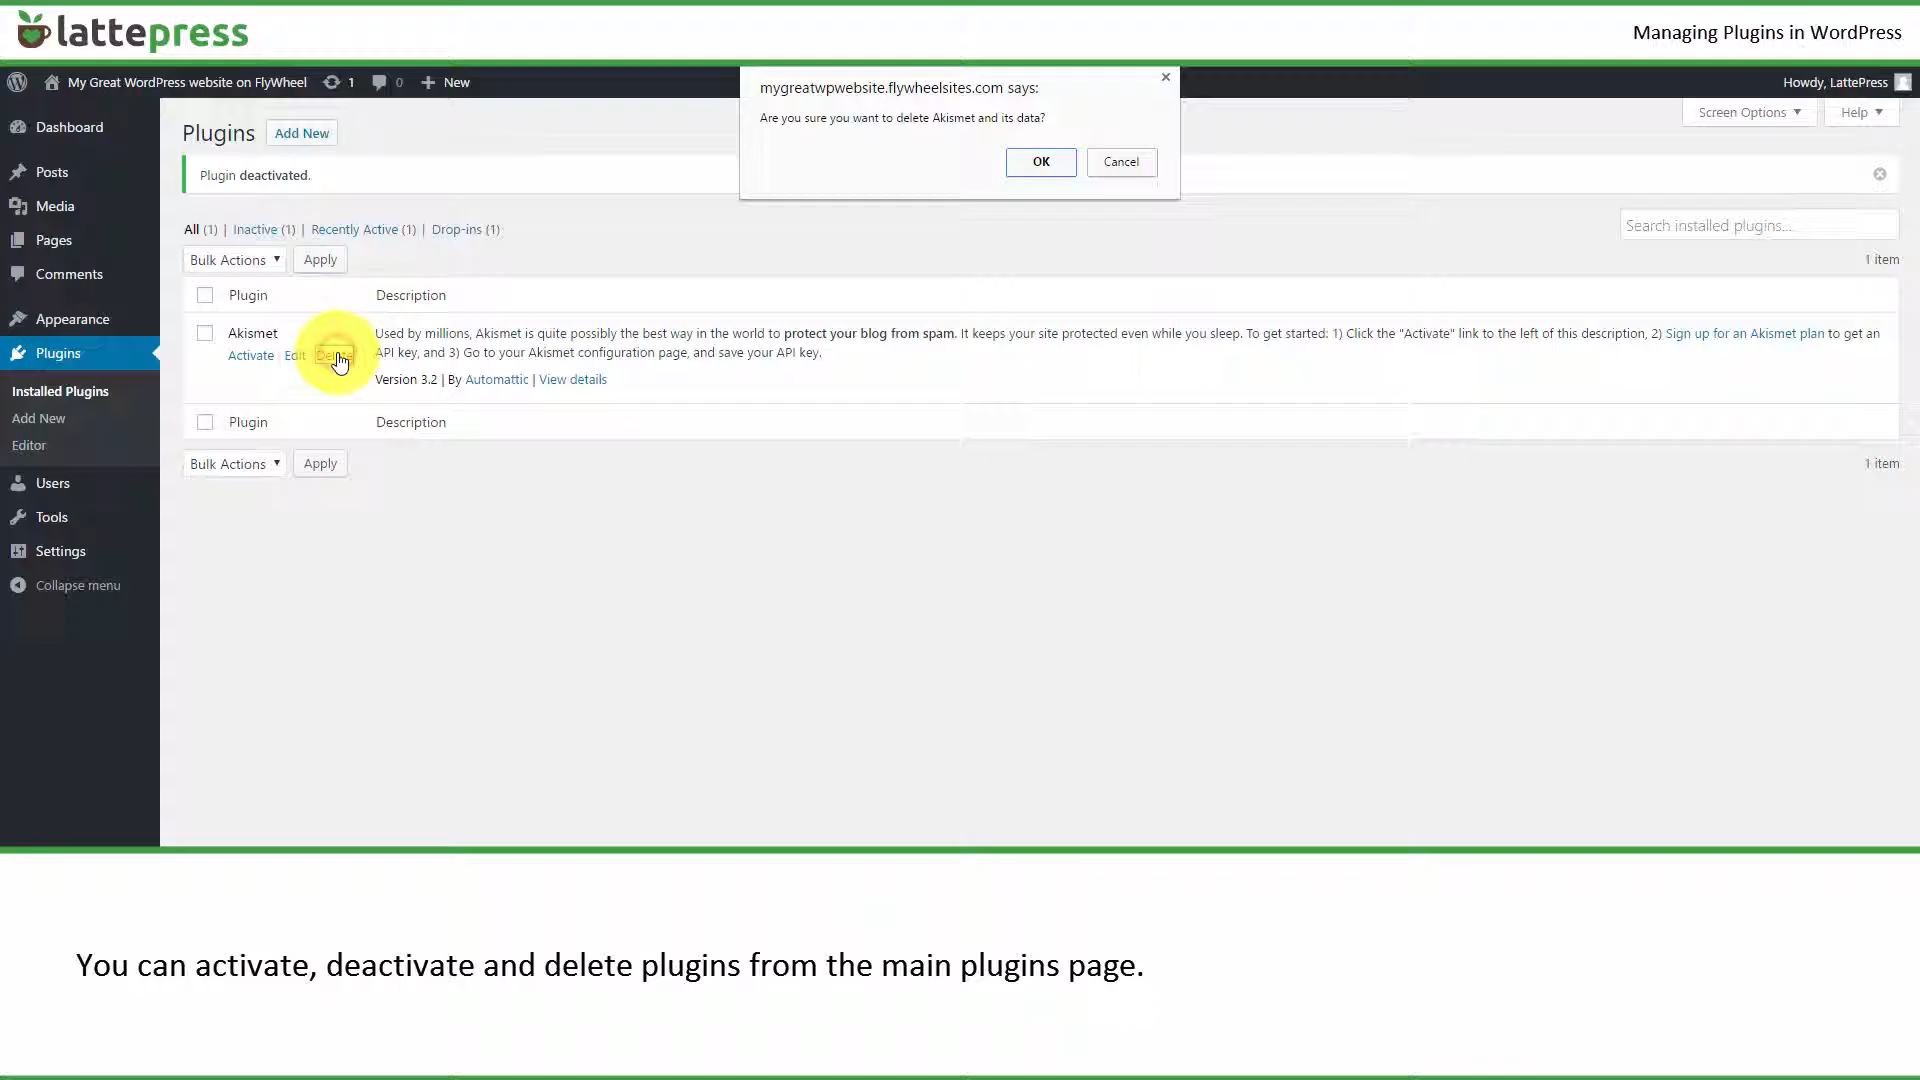 lattepress
Managing Plugins in WordPress
My Great WordPress website on FlyWheel 1 0 New
Howdy, LattePress
mygreatwpwebsite.flywheelsites.com says:
Are you sure you want to delete Akismet and its data?
OK Cancel
Screen Options Help
Dashboard
Posts
Media
Pages
Comments
Appearance
Plugins
Installed Plugins
Add New
Editor
Users
Tools
Settings
Collapse menu
Plugins Add New
Plugin deactivated.
All (1) | Inactive (1) | Recently Active (1) | Drop-ins (1)
Search installed plugins...
Bulk Actions Apply
1 item
Plugin Description
Akismet
Activate Edit Delete
Used by millions, Akismet is quite possibly the best way in the world to protect your blog from spam. It keeps your site protected even while you sleep. To get started: 1) Click the "Activate" link to the left of this description, 2) Sign up for an Akismet plan to get an
API key, and 3) Go to your Akismet configuration page, and save your API key.
Version 3.2 | By Automattic | View details
Plugin Description
Bulk Actions Apply
1 item
You can activate, deactivate and delete plugins from the main plugins page.